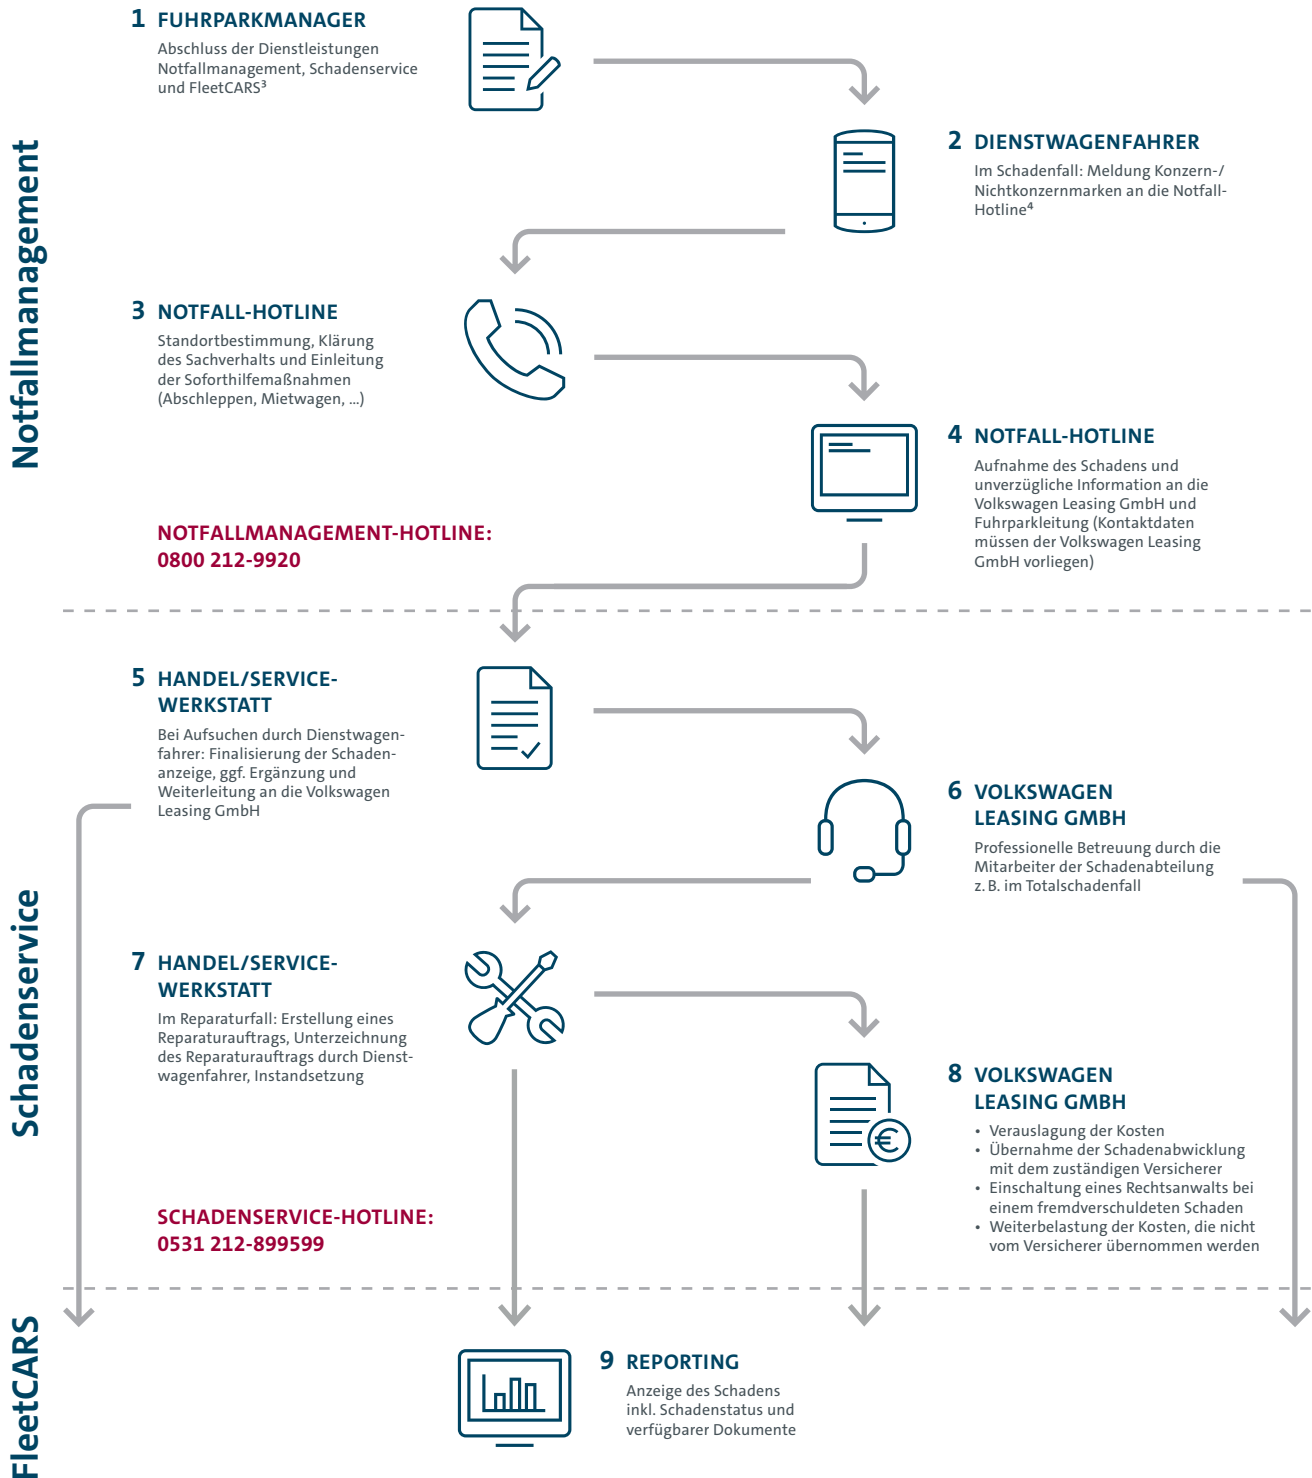 Notfallmanagement
1 FUHRPARKMANAGER
Abschluss der Dienstleistungen
Notfallmanagement, Schadenservice
und FleetCARS³
2 DIENSTWAGENFAHRER
Im Schadenfall: Meldung Konzern-/
Nichtkonzernmarken an die Notfall-
Hotline⁴
3 NOTFALL-HOTLINE
Standortbestimmung, Klärung
des Sachverhalts und Einleitung
der Soforthilfemaßnahmen
(Abschleppen, Mietwagen, …)
4 NOTFALL-HOTLINE
Aufnahme des Schadens und
unverzügliche Information an die
Volkswagen Leasing GmbH und
Fuhrparkleitung (Kontaktdaten
müssen der Volkswagen Leasing
GmbH vorliegen)
NOTFALLMANAGEMENT-HOTLINE:
0800 212-9920
Schadenservice
5 HANDEL/SERVICE-
WERKSTATT
Bei Aufsuchen durch Dienstwagen-
fahrer: Finalisierung der Schaden-
anzeige, ggf. Ergänzung und
Weiterleitung an die Volkswagen
Leasing GmbH
6 VOLKSWAGEN
LEASING GMBH
Professionelle Betreuung durch die
Mitarbeiter der Schadenabteilung
z. B. im Totalschadenfall
7 HANDEL/SERVICE-
WERKSTATT
Im Reparaturfall: Erstellung eines
Reparaturauftrags, Unterzeichnung
des Reparaturauftrags durch Dienst-
wagenfahrer, Instandsetzung
8 VOLKSWAGEN
LEASING GMBH
• Verauslagung der Kosten
• Übernahme der Schadenabwicklung
mit dem zuständigen Versicherer
• Einschaltung eines Rechtsanwalts bei
einem fremdverschuldeten Schaden
• Weiterbelastung der Kosten, die nicht
vom Versicherer übernommen werden
€
SCHADENSERVICE-HOTLINE:
0531 212-899599
FleetCARS
9 REPORTING
Anzeige des Schadens
inkl. Schadenstatus und
verfügbarer Dokumente